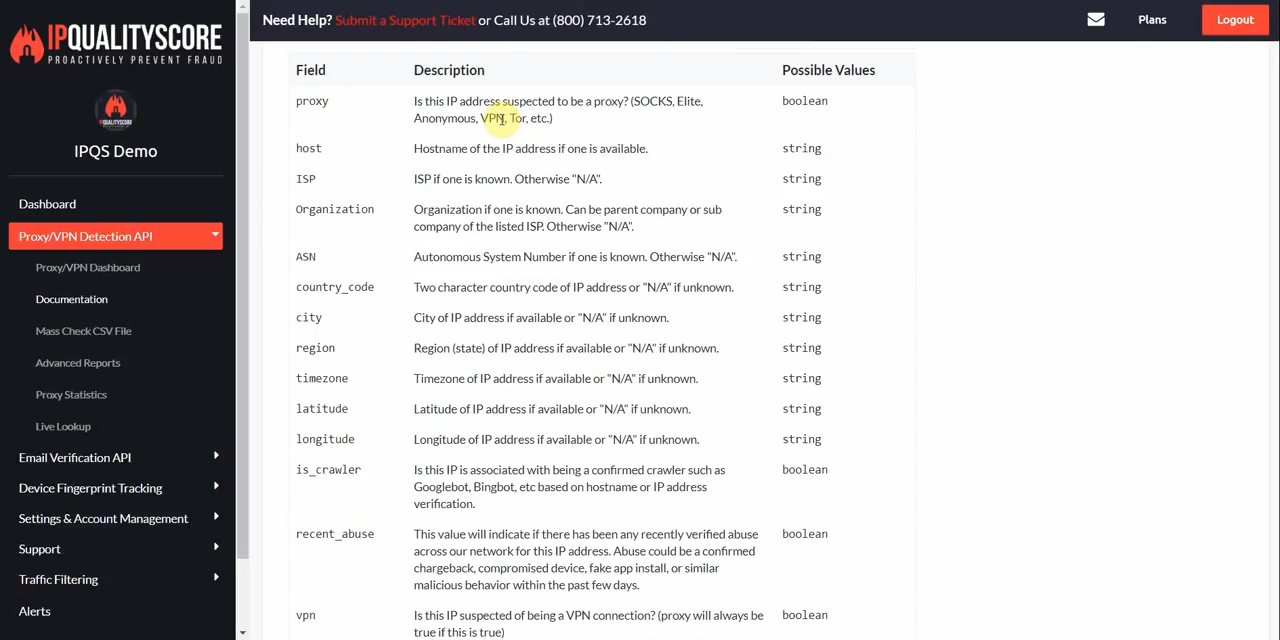 IPQUALITYSCORE
PROACTIVELY PREVENT FRAUD
IPQUALITYSCORE
IPQS Demo
Dashboard
Proxy/VPN Detection API
Proxy/VPN Dashboard
Documentation
Mass Check CSV File
Advanced Reports
Proxy Statistics
Live Lookup
Email Verification API
Device Fingerprint Tracking
Settings & Account Management
Support
Traffic Filtering
Alerts
Need Help? Submit a Support Ticket or Call Us at (800) 713-2618
Plans
Logout
Field Description Possible Values
proxy Is this IP address suspected to be a proxy? (SOCKS, Elite, boolean
Anonymous, VPN, Tor, etc.)
host Hostname of the IP address if one is available. string
ISP ISP if one is known. Otherwise "N/A". string
Organization Organization if one is known. Can be parent company or sub string
company of the listed ISP. Otherwise "N/A".
ASN Autonomous System Number if one is known. Otherwise "N/A". string
country_code Two character country code of IP address or "N/A" if unknown. string
city City of IP address if available or "N/A" if unknown. string
region Region (state) of IP address if available or "N/A" if unknown. string
timezone Timezone of IP address if available or "N/A" if unknown. string
latitude Latitude of IP address if available or "N/A" if unknown. string
longitude Longitude of IP address if available or "N/A" if unknown. string
is_crawler Is this IP is associated with being a confirmed crawler such as boolean
Googlebot, Bingbot, etc based on hostname or IP address
verification.
recent_abuse This value will indicate if there has been any recently verified abuse boolean
across our network for this IP address. Abuse could be a confirmed
chargeback, compromised device, fake app install, or similar
malicious behavior within the past few days.
vpn Is this IP suspected of being a VPN connection? (proxy will always be boolean
true if this is true)